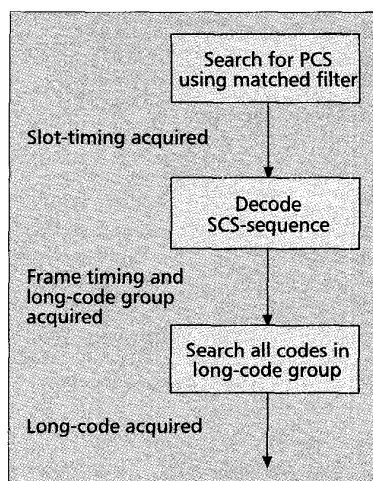 Search for PCS
using matched filter
Slot-timing acquired
Decode
SCS-sequence
Frame timing and
long-code group
acquired
Search all codes in
long-code group
Long-code acquired